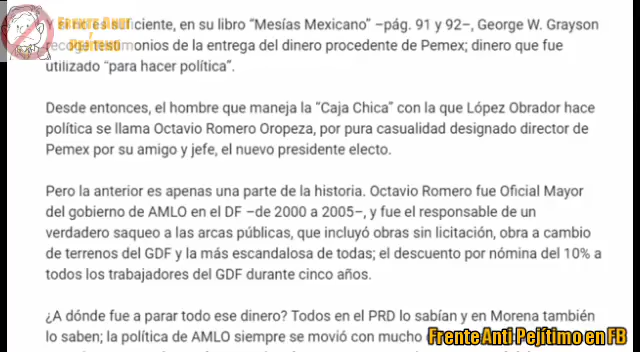 Frente Anti
Pejítimo
Y si no es suficiente, en su libro “Mesías Mexicano” –pág. 91 y 92–, George W. Grayson
recoge testimonios de la entrega del dinero procedente de Pemex; dinero que fue
utilizado “para hacer política”.
Desde entonces, el hombre que maneja la “Caja Chica” con la que López Obrador hace
política se llama Octavio Romero Oropeza, por pura casualidad designado director de
Pemex por su amigo y jefe, el nuevo presidente electo.
Pero la anterior es apenas una parte de la historia. Octavio Romero fue Oficial Mayor
del gobierno de AMLO en el DF –de 2000 a 2005–, y fue el responsable de un
verdadero saqueo a las arcas públicas, que incluyó obras sin licitación, obra a cambio
de terrenos del GDF y la más escandalosa de todas; el descuento por nómina del 10% a
todos los trabajadores del GDF durante cinco años.
¿A dónde fue a parar todo ese dinero? Todos en el PRD lo sabían y en Morena también
lo saben; la política de AMLO siempre se movió con mucho
Frente Anti Pejítimo en FB